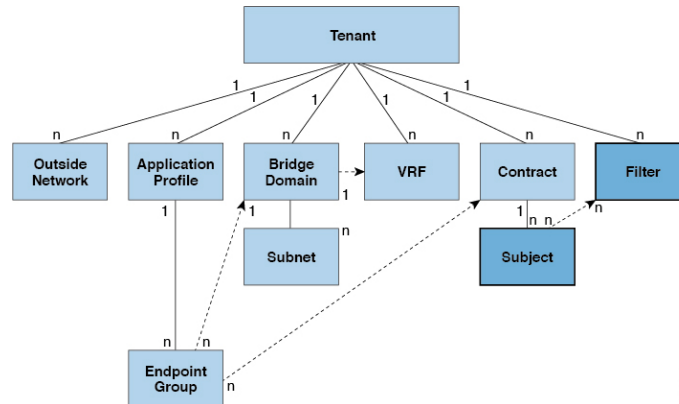 Tenant
1
1
1
1
1
1
n
n
n
n
n
n
Outside
Network
Application
Profile
Bridge
Domain
VRF
Contract
Filter
1
1
1
1
n
n
n
Subnet
n
Subject
n
n
Endpoint
Group
n